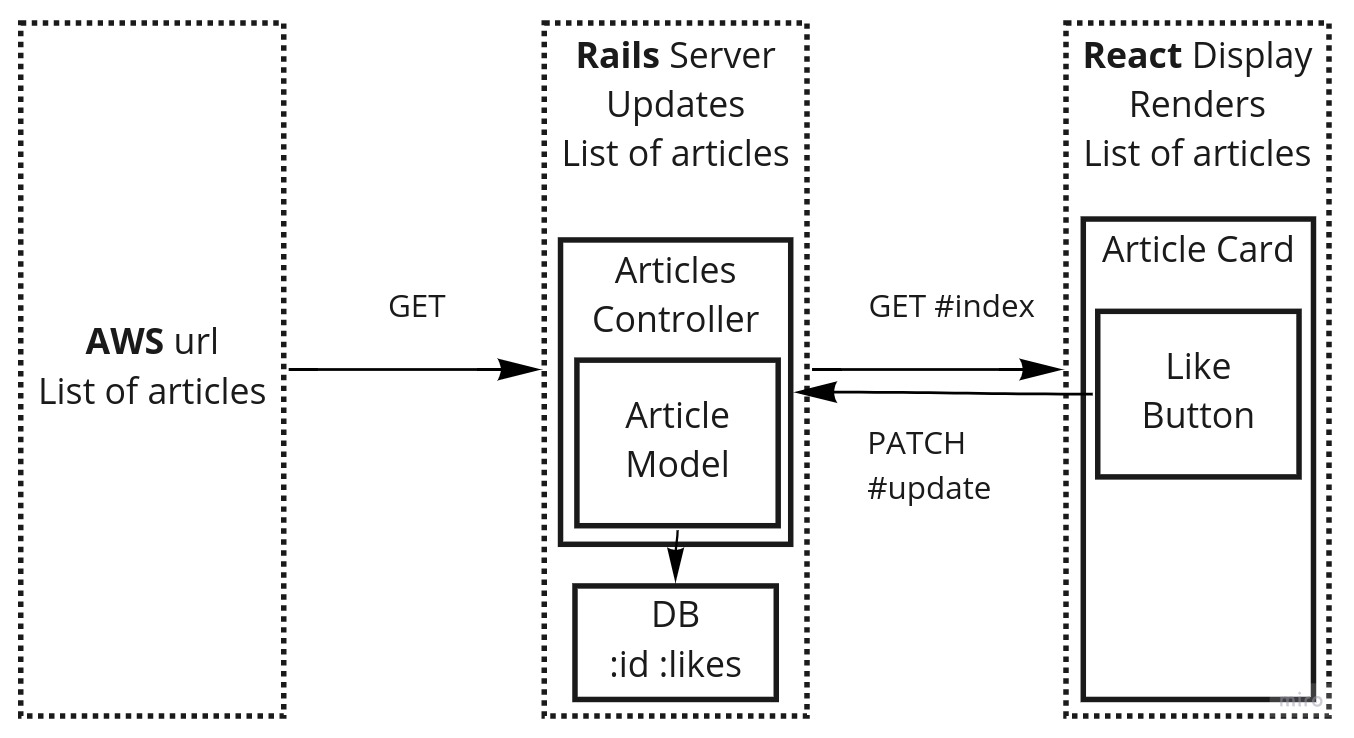 AWS url
List of articles
GET
Rails Server
Updates
List of articles
Articles
Controller
Article
Model
DB
:id :likes
GET #index
PATCH
#update
React Display
Renders
List of articles
Article Card
Like
Button
miro